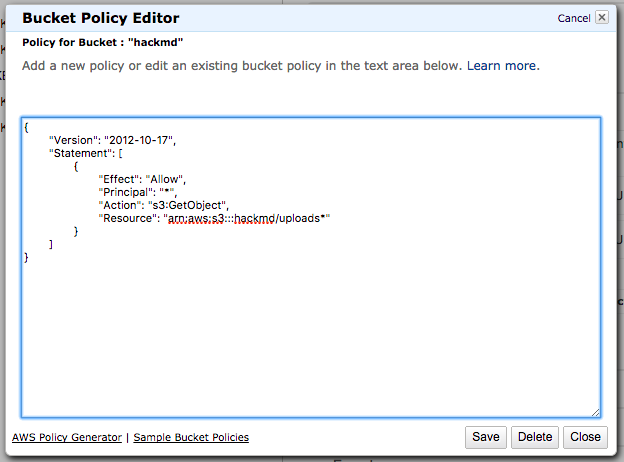 Bucket Policy Editor
Cancel
Policy for Bucket : "hackmd"
Add a new policy or edit an existing bucket policy in the text area below. Learn more.
{
    "Version": "2012-10-17",
    "Statement": [
        {
            "Effect": "Allow",
            "Principal": "*",
            "Action": "s3:GetObject",
            "Resource": "arn:aws:s3:::hackmd/uploads*"
        }
    ]
}
AWS Policy Generator | Sample Bucket Policies
Save Delete Close